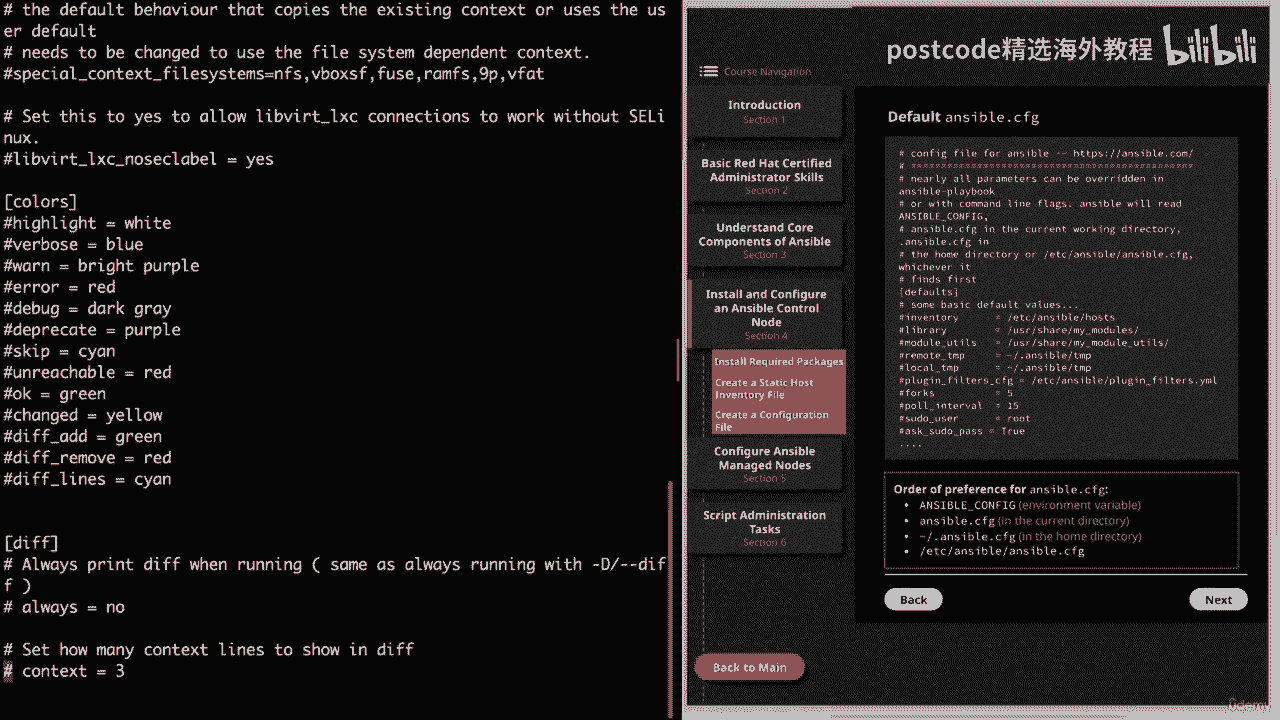 # the default behaviour that copies the existing context or uses the us
er default
# needs to be changed to use the file system dependent context.
#special_context_filesystems=nfs,vboxsf,fuse,ramfs,9p,vfat
# Set this to yes to allow libvirt_lxc connections to work without SELi
nux.
#libvirt_lxc_noseclabel = yes
[colors]
#highlight = white
#verbose = blue
#warn = bright purple
#error = red
#debug = dark gray
#deprecate = purple
#skip = cyan
#unreachable = red
#ok = green
#changed = yellow
#diff_add = green
#diff_remove = red
#diff_lines = cyan
[diff]
# Always print diff when running ( same as always running with -D/--dif
f )
# always = no
# Set how many context lines to show in diff
# context = 3
postcode精选海外教程 bilibili
Course Navigation
Introduction
Section 1
Basic Red Hat Certified
Administrator Skills
Section 2
Understand Core
Components of Ansible
Section 3
Install and Configure
an Ansible Control
Node
Section 4
Install Required Packages
Create a Static Host
Inventory File
Create a Configuration
File
Configure Ansible
Managed Nodes
Section 5
Script Administration
Tasks
Section 6
Back to Main
Default ansible.cfg
# config file for ansible -- https://ansible.com/
# ===============================================
# nearly all parameters can be overridden in
ansible-playbook
# or with command line flags. ansible will read
ANSIBLE_CONFIG,
# ansible.cfg in the current working directory,
.ansible.cfg in
# the home directory or /etc/ansible/ansible.cfg,
whichever it
# finds first
[defaults]
# some basic default values...
#inventory = /etc/ansible/hosts
#library = /usr/share/my_modules/
#module_utils = /usr/share/my_module_utils/
#remote_tmp = ~/.ansible/tmp
#local_tmp = ~/.ansible/tmp
#plugin_filters_cfg = /etc/ansible/plugin_filters.yml
#forks = 5
#poll_interval = 15
#sudo_user = root
#ask_sudo_pass = True
....
Order of preference for ansible.cfg:
• ANSIBLE_CONFIG (environment variable)
• ansible.cfg (in the current directory)
• ~/.ansible.cfg (in the home directory)
• /etc/ansible/ansible.cfg
Back
Next
Udemy